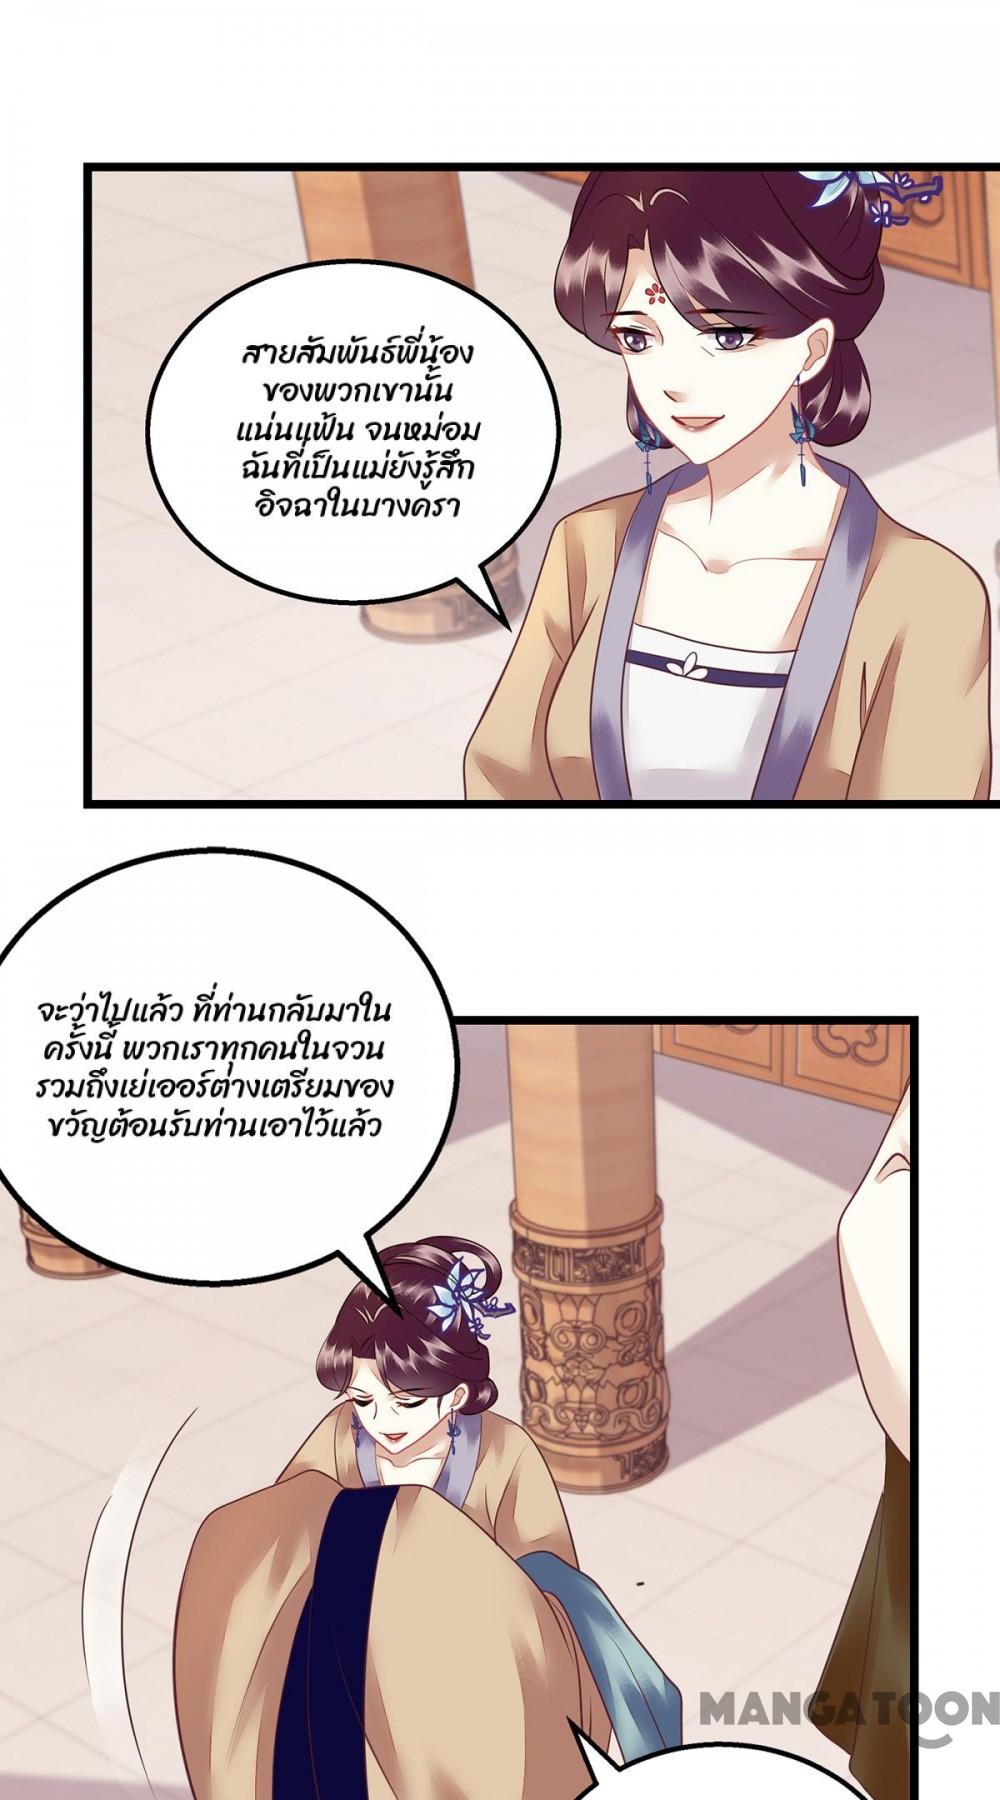 สายสัมพันธ์พี่น้อง
ของพวกเขานั้น
แน่นแฟ้น จนหม่อม
ฉันที่เป็นแม่ยังรู้สึก
อิจฉาในบางครา
จะว่าไปแล้ว ที่ท่านกลับมาใน
ครั้งนี้ พวกเราทุกคนในจวน
รวมถึงเย่เออร์ต่างเตรียมของ
ขวัญต้อนรับท่านเอาไว้แล้ว
MANGATOON